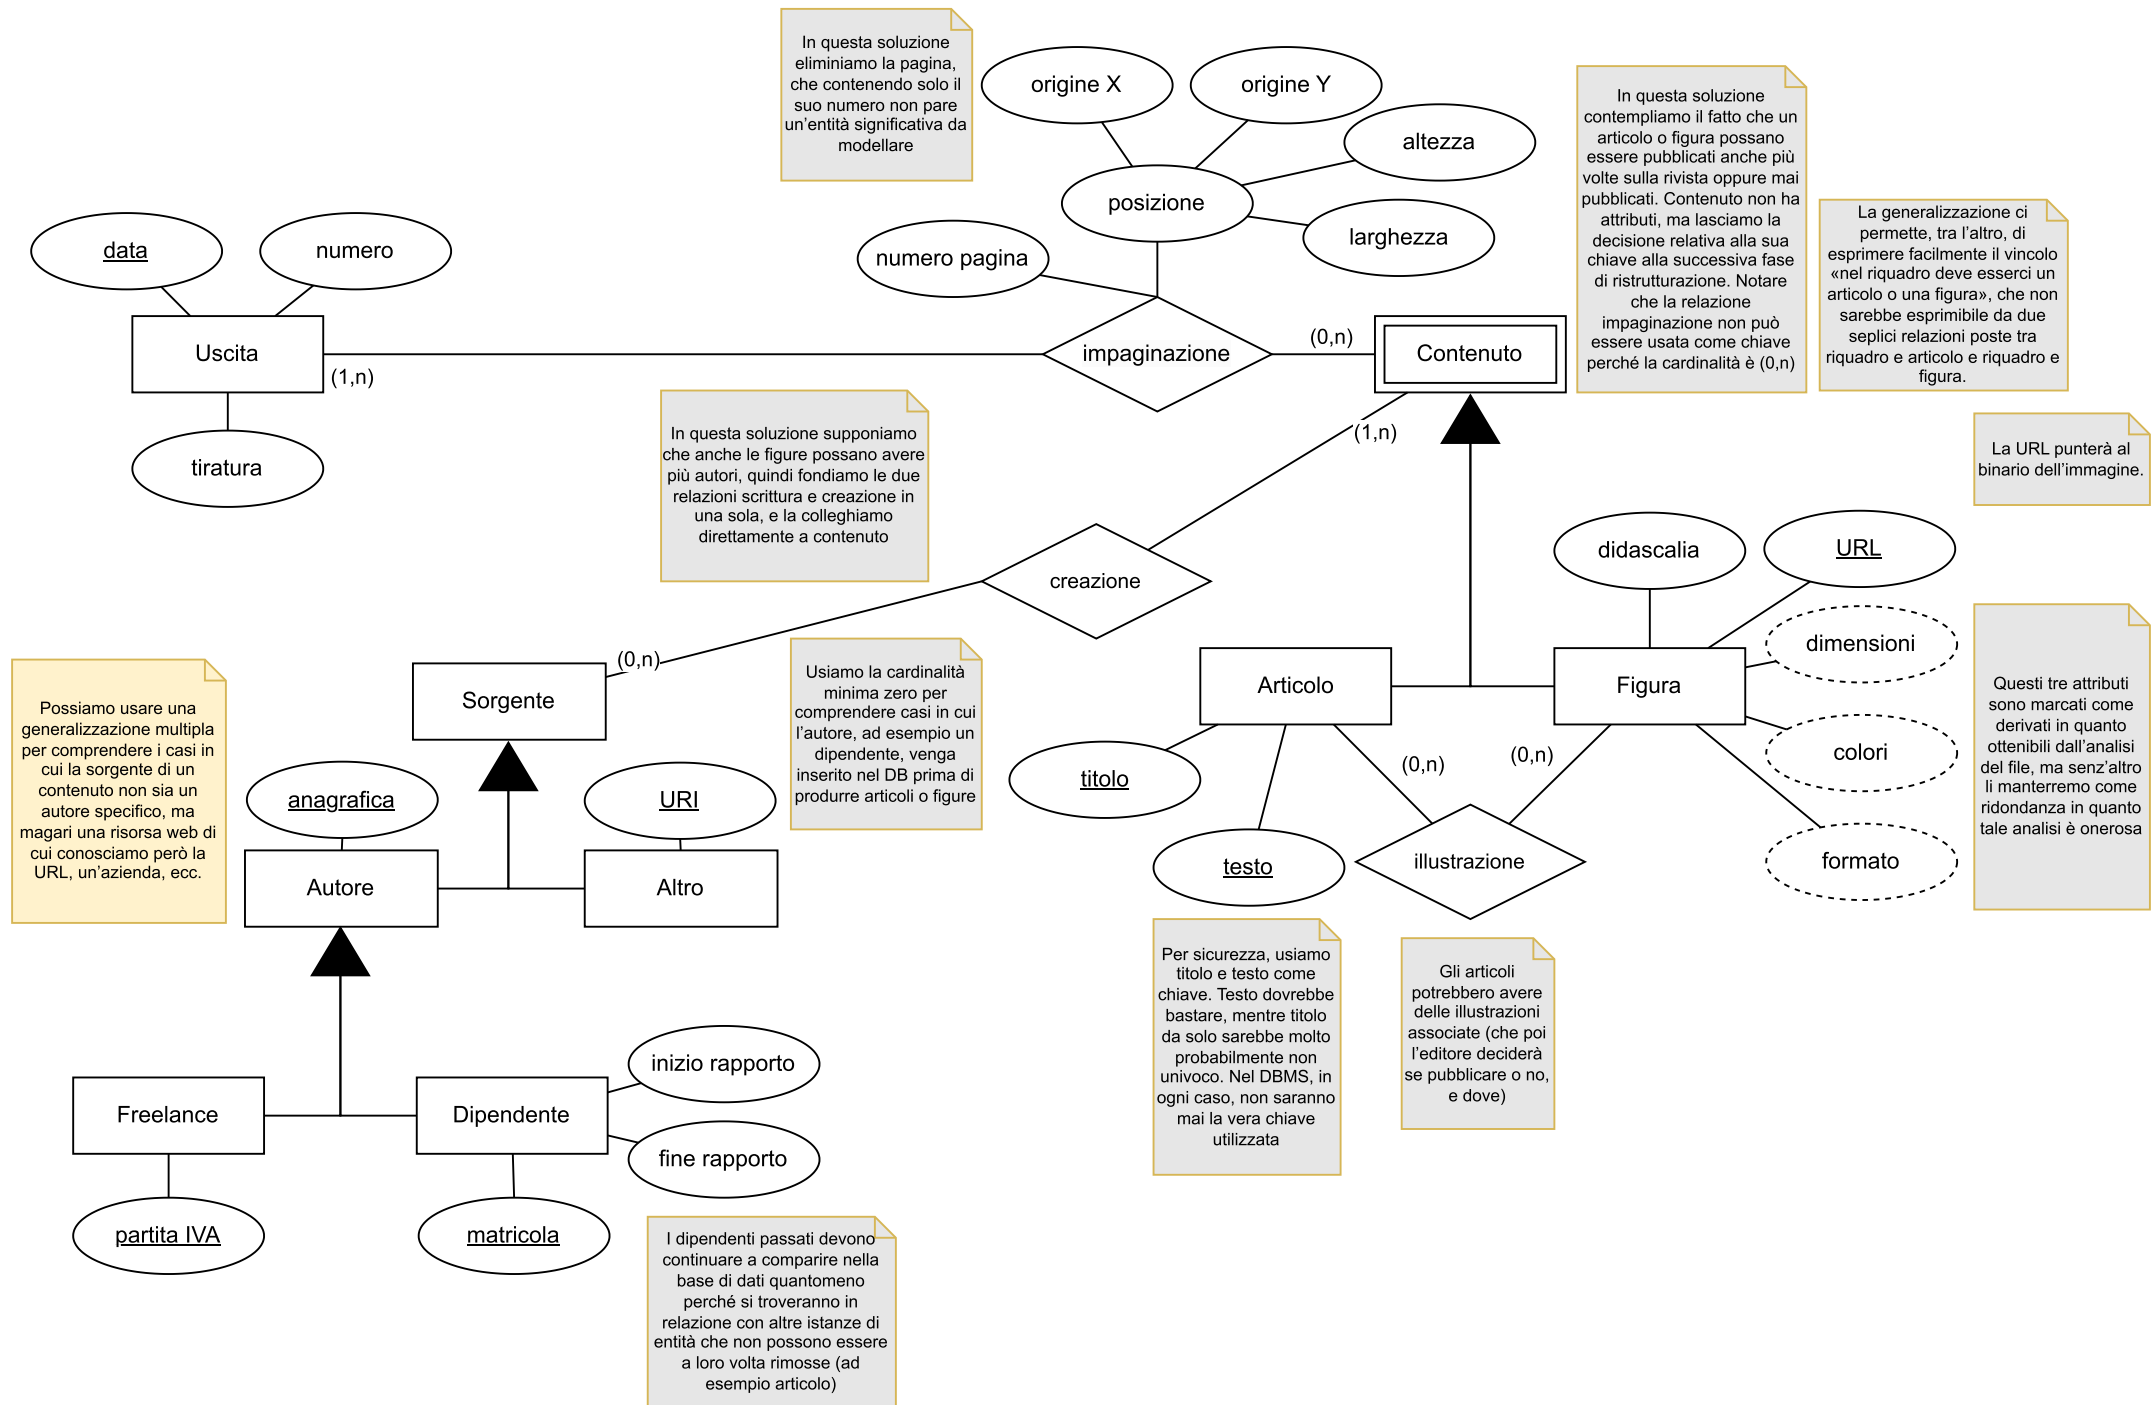 In questa soluzione
eliminiamo la pagina,
che contenendo solo il
suo numero non pare
un'entità significativa da
modellare
origine X
origine Y
altezza
posizione
larghezza
numero pagina
In questa soluzione
contempliamo il fatto che un
articolo o figura possano
essere pubblicati anche più
volte sulla rivista oppure mai
pubblicati. Contenuto non ha
attributi, ma lasciamo la
decisione relativa alla sua
chiave alla successiva fase
di ristrutturazione. Notare
che la relazione
impaginazione non può
essere usata come chiave
perché la cardinalità è (0,n)
La generalizzazione ci
permette, tra l'altro, di
esprimere facilmente il vincolo
«nel riquadro deve esserci un
articolo o una figura», che non
sarebbe esprimibile da due
seplici relazioni poste tra
riquadro e articolo e riquadro e
figura.
data
numero
Uscita
(1,n)
impaginazione
(0,n)
Contenuto
tiratura
In questa soluzione supponiamo
che anche le figure possano avere
più autori, quindi fondiamo le due
relazioni scrittura e creazione in
una sola, e la colleghiamo
direttamente a contenuto
(1,n)
La URL punterà al
binario dell'immagine.
creazione
didascalia
URL
dimensioni
colori
formato
Articolo
Figura
Questi tre attributi
sono marcati come
derivati in quanto
ottenibili dall'analisi
del file, ma senz'altro
li manterremo come
ridondanza in quanto
tale analisi è onerosa
(0,n)
Sorgente
Usiamo la cardinalità
minima zero per
comprendere casi in cui
l'autore, ad esempio un
dipendente, venga
inserito nel DB prima di
produrre articoli o figure
Possiamo usare una
generalizzazione multipla
per comprendere i casi in
cui la sorgente di un
contenuto non sia un
autore specifico, ma
magari una risorsa web di
cui conosciamo però la
URL, un'azienda, ecc.
anagrafica
URI
Autore
Altro
titolo
testo
(0,n)
(0,n)
illustrazione
Per sicurezza, usiamo
titolo e testo come
chiave. Testo dovrebbe
bastare, mentre titolo
da solo sarebbe molto
probabilmente non
univoco. Nel DBMS, in
ogni caso, non saranno
mai la vera chiave
utilizzata
Gli articoli
potrebbero avere
delle illustrazioni
associate (che poi
l'editore deciderà
se pubblicare o no,
e dove)
Freelance
Dipendente
inizio rapporto
fine rapporto
partita IVA
matricola
I dipendenti passati devono
continuare a comparire nella
base di dati quantomeno
perché si troveranno in
relazione con altre istanze di
entità che non possono essere
a loro volta rimosse (ad
esempio articolo)